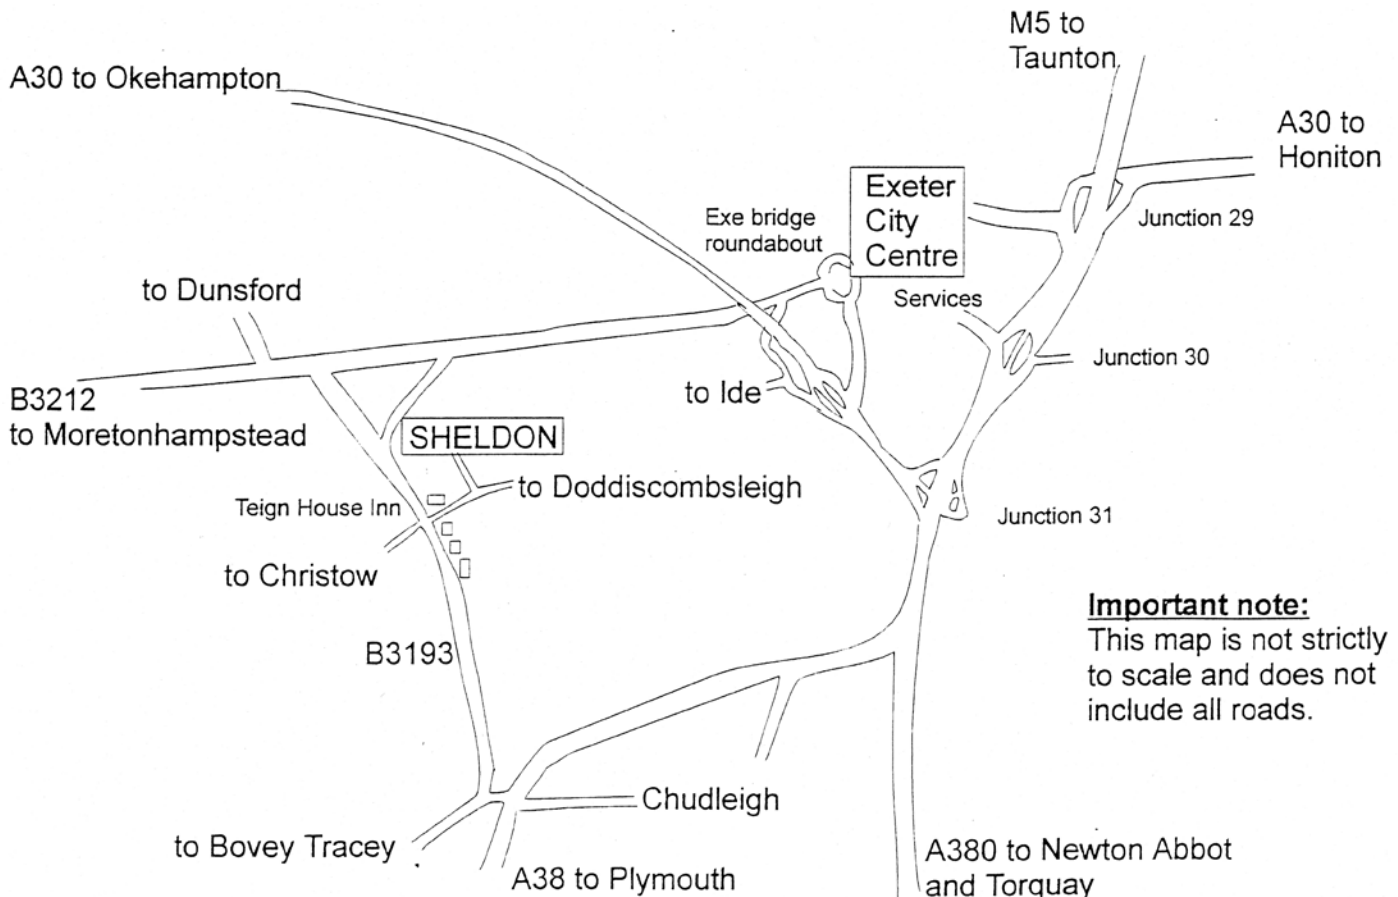 M5 to
Taunton
A30 to Okehampton
A30 to
Honiton
Exeter
City
Centre
Exe bridge
roundabout
Junction 29
to Dunsford
Services
Junction 30
to Ide
B3212
to Moretonhampstead
SHELDON
to Doddiscombsleigh
Teign House Inn
Junction 31
to Christow
Important note:
This map is not strictly
to scale and does not
include all roads.
B3193
Chudleigh
to Bovey Tracey
A38 to Plymouth
A380 to Newton Abbot
and Torquay